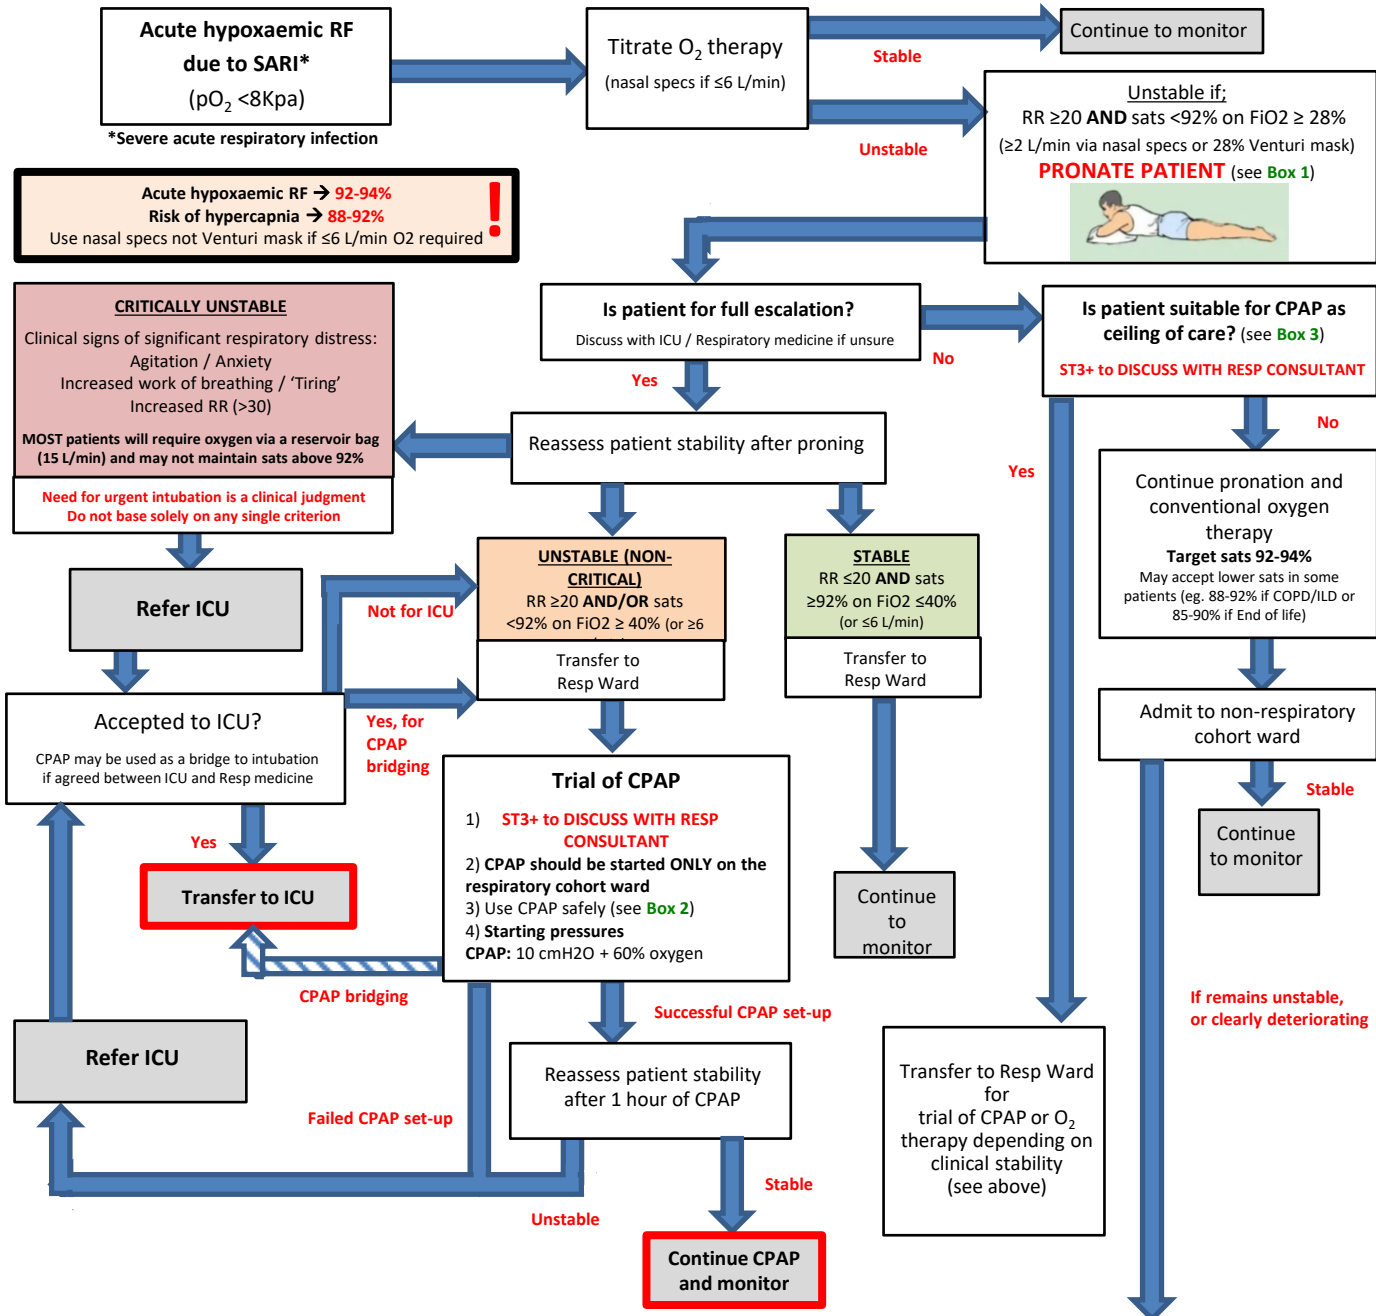 Acute hypoxaemic RF
due to SARI*
(pO2 <8Kpa)
*Severe acute respiratory infection
Titrate O2 therapy
(nasal specs if ≤6 L/min)
Stable
Continue to monitor
Unstable
Unstable if;
RR ≥20 AND sats <92% on FiO2 ≥ 28%
(≥2 L/min via nasal specs or 28% Venturi mask)
PRONATE PATIENT (see Box 1)
Acute hypoxaemic RF → 92-94%
Risk of hypercapnia → 88-92%
Use nasal specs not Venturi mask if ≤6 L/min O2 required
!
CRITICALLY UNSTABLE
Clinical signs of significant respiratory distress:
Agitation / Anxiety
Increased work of breathing / ‘Tiring’
Increased RR (>30)
MOST patients will require oxygen via a reservoir bag
(15 L/min) and may not maintain sats above 92%
Need for urgent intubation is a clinical judgment
Do not base solely on any single criterion
Is patient for full escalation?
Discuss with ICU / Respiratory medicine if unsure
No
Yes
Is patient suitable for CPAP as
ceiling of care? (see Box 3)
ST3+ to DISCUSS WITH RESP CONSULTANT
No
Yes
Reassess patient stability after proning
Continue pronation and
conventional oxygen
therapy
Target sats 92-94%
May accept lower sats in some
patients (eg. 88-92% if COPD/ILD or
85-90% if End of life)
UNSTABLE (NON-
CRITICAL)
RR ≥20 AND/OR sats
<92% on FiO2 ≥ 40% (or ≥6
Transfer to
Resp Ward
STABLE
RR ≤20 AND sats
≥92% on FiO2 ≤40%
(or ≤6 L/min)
Transfer to
Resp Ward
Refer ICU
Not for ICU
Accepted to ICU?
CPAP may be used as a bridge to intubation
if agreed between ICU and Resp medicine
Yes, for
CPAP
bridging
Yes
Transfer to ICU
Admit to non-respiratory
cohort ward
Stable
Continue
to monitor
Trial of CPAP
1) ST3+ to DISCUSS WITH RESP
CONSULTANT
2) CPAP should be started ONLY on the
respiratory cohort ward
3) Use CPAP safely (see Box 2)
4) Starting pressures
CPAP: 10 cmH2O + 60% oxygen
Continue
to
monitor
CPAP bridging
Successful CPAP set-up
If remains unstable,
or clearly deteriorating
Refer ICU
Failed CPAP set-up
Reassess patient stability
after 1 hour of CPAP
Transfer to Resp Ward
for
trial of CPAP or O2
therapy depending on
clinical stability
(see above)
Unstable
Stable
Continue CPAP
and monitor